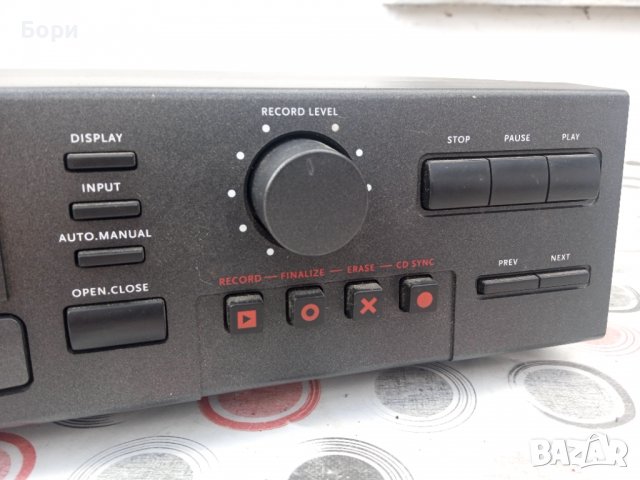 Бори
RECORD LEVEL
DISPLAY
STOP PAUSE PLAY
INPUT
AUTO.MANUAL
PREV NEXT
RECORD — FINALIZE — ERASE — CD SYNC
OPEN.CLOSE
BAZAR